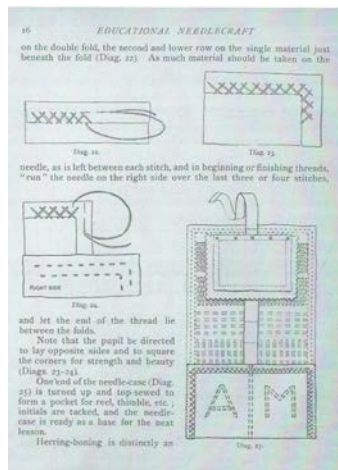 16 EDUCATIONAL NEEDLECRAFT
on the double fold, the second and lower row on the single material just
beneath the fold (Diag. 22). As much material should be taken on the
Diag. 22.
Diag. 23.
needle, as is left between each stitch, and in beginning or finishing threads,
"run" the needle on the right side over the last three or four stitches,
RIGHT SIDE
Diag. 24.
and let the end of the thread lie
between the folds.
Note that the pupil be directed
to lay opposite sides and to square
the corners for strength and beauty
(Diags. 23-24).
One end of the needle-case (Diag.
25) is turned up and top-sewed to
form a pocket for reel, thimble, etc.;
initials are tacked, and the needle-
case is ready as a base for the next
lesson.
Herring-boning is distinctly an
A M
Diag. 25.